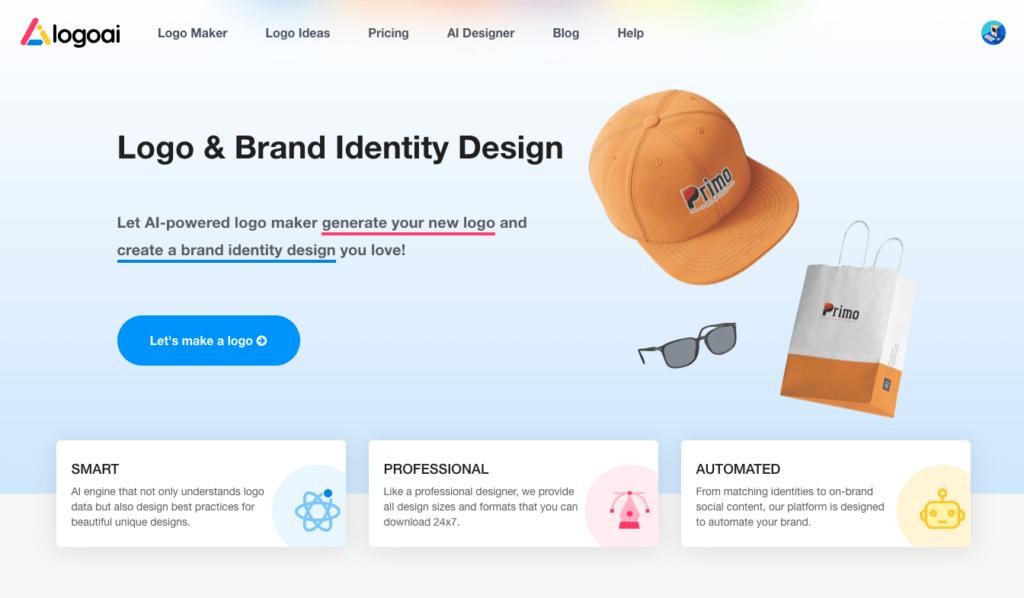 logoai
Logo Maker
Logo Ideas
Pricing
AI Designer
Blog
Help
Logo & Brand Identity Design
Let AI-powered logo maker generate your new logo and
create a brand identity design you love!
Let's make a logo
Primo
Primo
SMART
AI engine that not only understands logo
data but also design best practices for
beautiful unique designs.
PROFESSIONAL
Like a professional designer, we provide
all design sizes and formats that you can
download 24x7.
AUTOMATED
From matching identities to on-brand
social content, our platform is designed
to automate your brand.